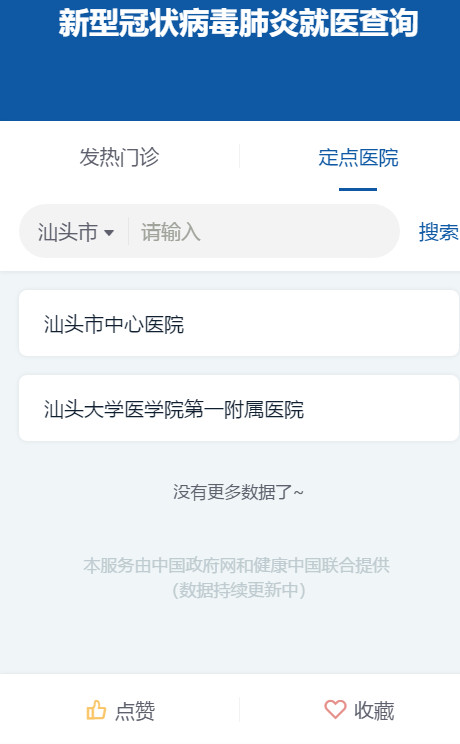 新型冠状病毒肺炎就医查询
发热门诊 定点医院
汕头市 请输入 搜索
汕头市中心医院
汕头大学医学院第一附属医院
没有更多数据了~
本服务由中国政府网和健康中国联合提供
（数据持续更新中）
点赞 收藏